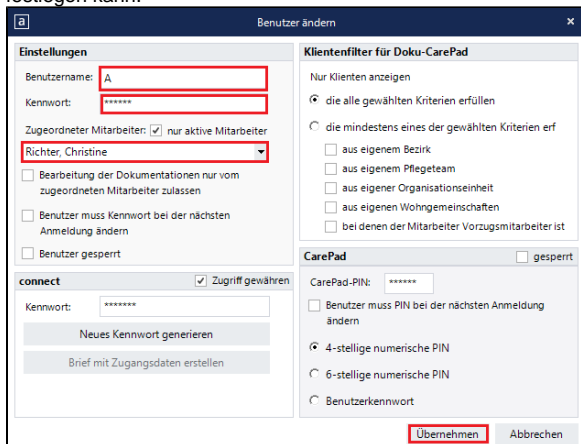 a Benutzer ändern ×
Einstellungen
Benutzername: A
Kennwort: ******
Zugeordneter Mitarbeiter: nur aktive Mitarbeiter
Richter, Christine
Bearbeitung der Dokumentationen nur vom
zugeordneten Mitarbeiter zulassen
Benutzer muss Kennwort bei der nächsten
Anmeldung ändern
Benutzer gesperrt
connect Zugriff gewähren
Kennwort: *******
Neues Kennwort generieren
Brief mit Zugangsdaten erstellen
Klientenfilter für Doku-CarePad
Nur Klienten anzeigen
die alle gewählten Kriterien erfüllen
die mindestens eines der gewählten Kriterien erf
aus eigenem Bezirk
aus eigenem Pflegeteam
aus eigener Organisationseinheit
aus eigenen Wohngemeinschaften
bei denen der Mitarbeiter Vorzugsmitarbeiter ist
CarePad gesperrt
CarePad-PIN: ******
Benutzer muss PIN bei der nächsten Anmeldung
ändern
4-stellige numerische PIN
6-stellige numerische PIN
Benutzerkennwort
Übernehmen Abbrechen